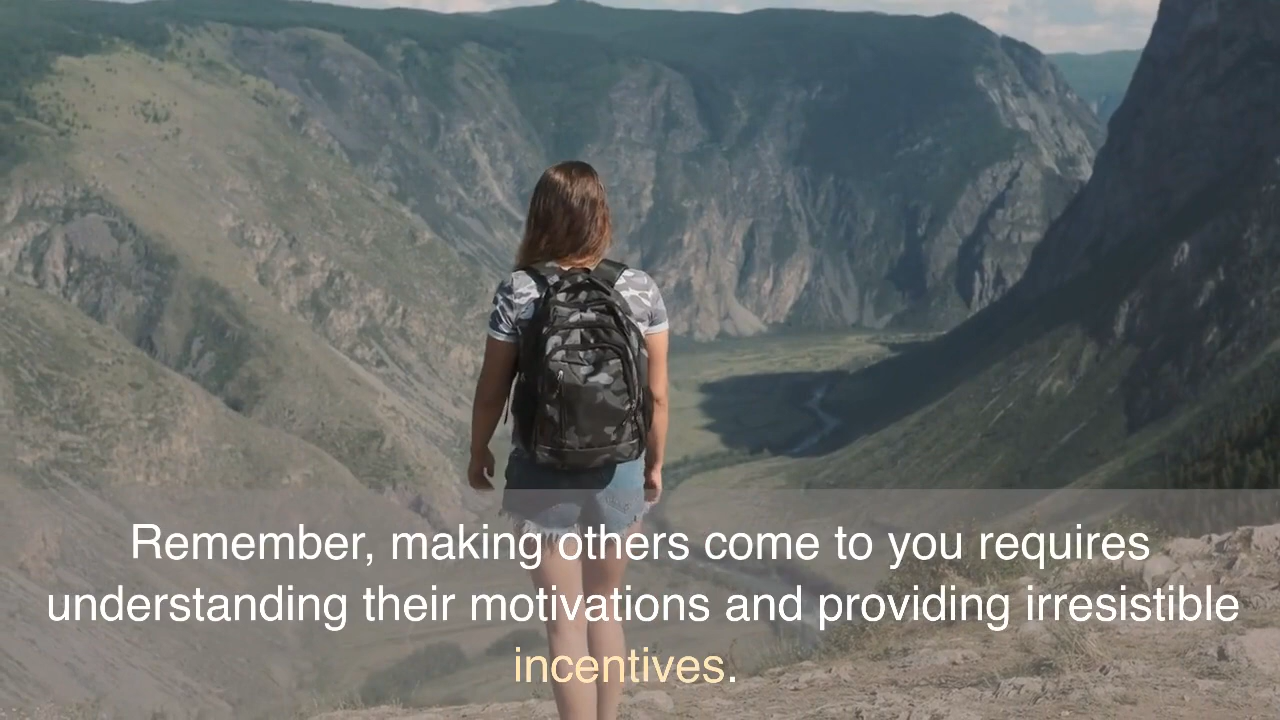 Remember, making others come to you requires
understanding their motivations and providing irresistible
incentives.